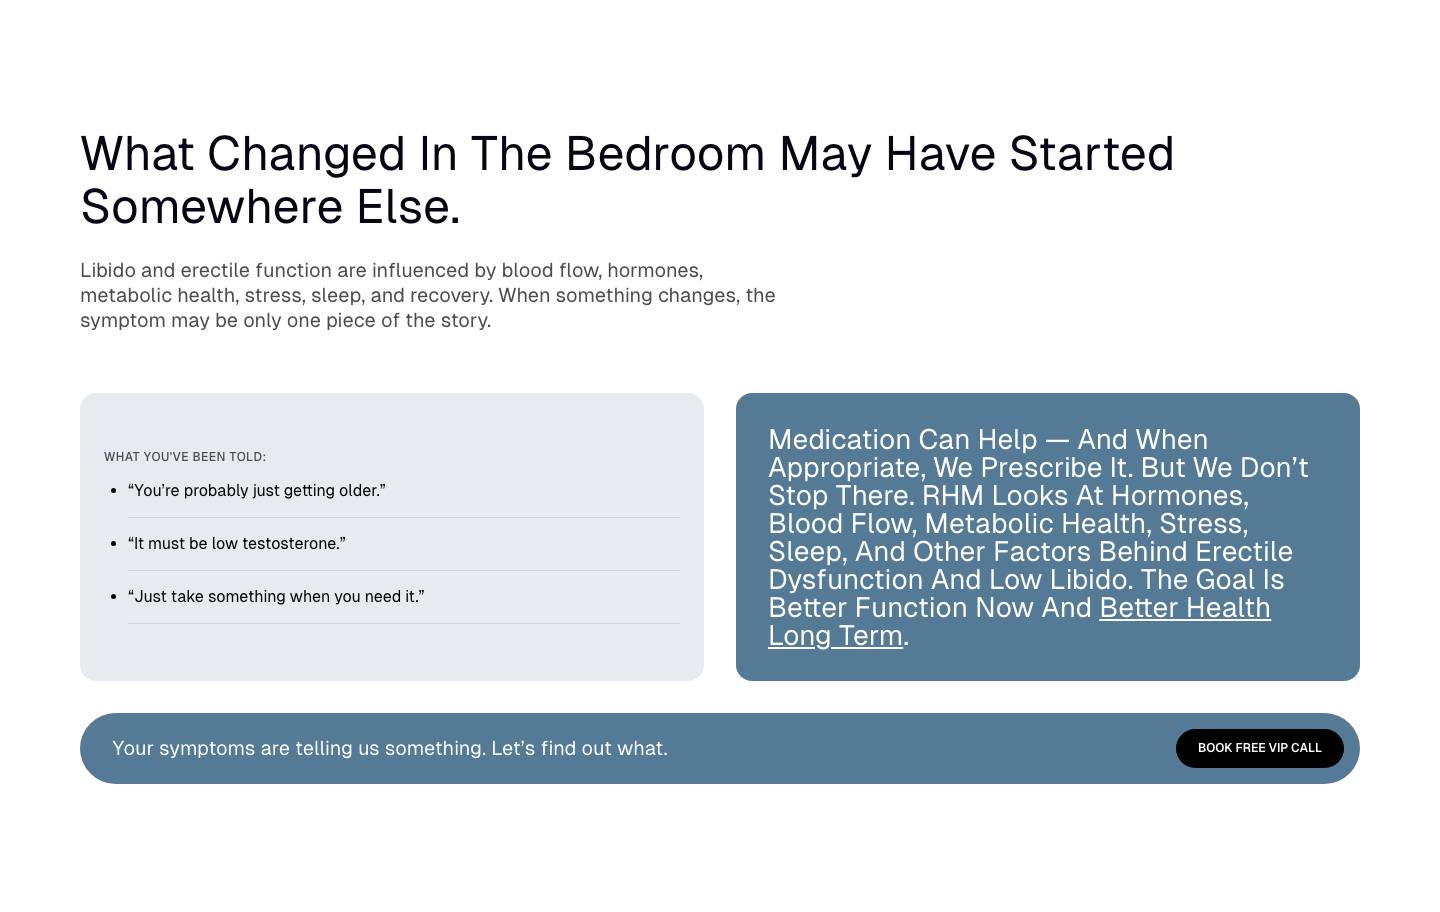 What Changed In The Bedroom May Have Started
Somewhere Else.
Libido and erectile function are influenced by blood flow, hormones,
metabolic health, stress, sleep, and recovery. When something changes, the
symptom may be only one piece of the story.
WHAT YOU’VE BEEN TOLD:
• “You’re probably just getting older.”
• “It must be low testosterone.”
• “Just take something when you need it.”
Medication Can Help — And When
Appropriate, We Prescribe It. But We Don’t
Stop There. RHM Looks At Hormones,
Blood Flow, Metabolic Health, Stress,
Sleep, And Other Factors Behind Erectile
Dysfunction And Low Libido. The Goal Is
Better Function Now And Better Health
Long Term.
Your symptoms are telling us something. Let’s find out what.
BOOK FREE VIP CALL